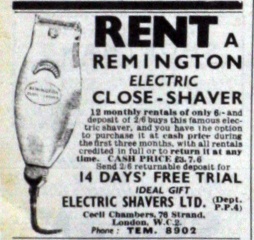 RENT A
REMINGTON
ELECTRIC
CLOSE-SHAVER
12 monthly rentals of only 6/- and
deposit of 2/6 buys this famous elec-
tric shaver, and you have the option
to purchase it at cash price during
the first three months, with all rentals
credited in full or to return it at any
time. CASH PRICE £3.7.6
Send 2/6 returnable deposit for
14 DAYS' FREE TRIAL
IDEAL GIFT
ELECTRIC SHAVERS LTD. (Dept. P.P.4)
Cecil Chambers, 76 Strand,
London, W.C.2.
Phone: TEM. 8902
REMINGTON